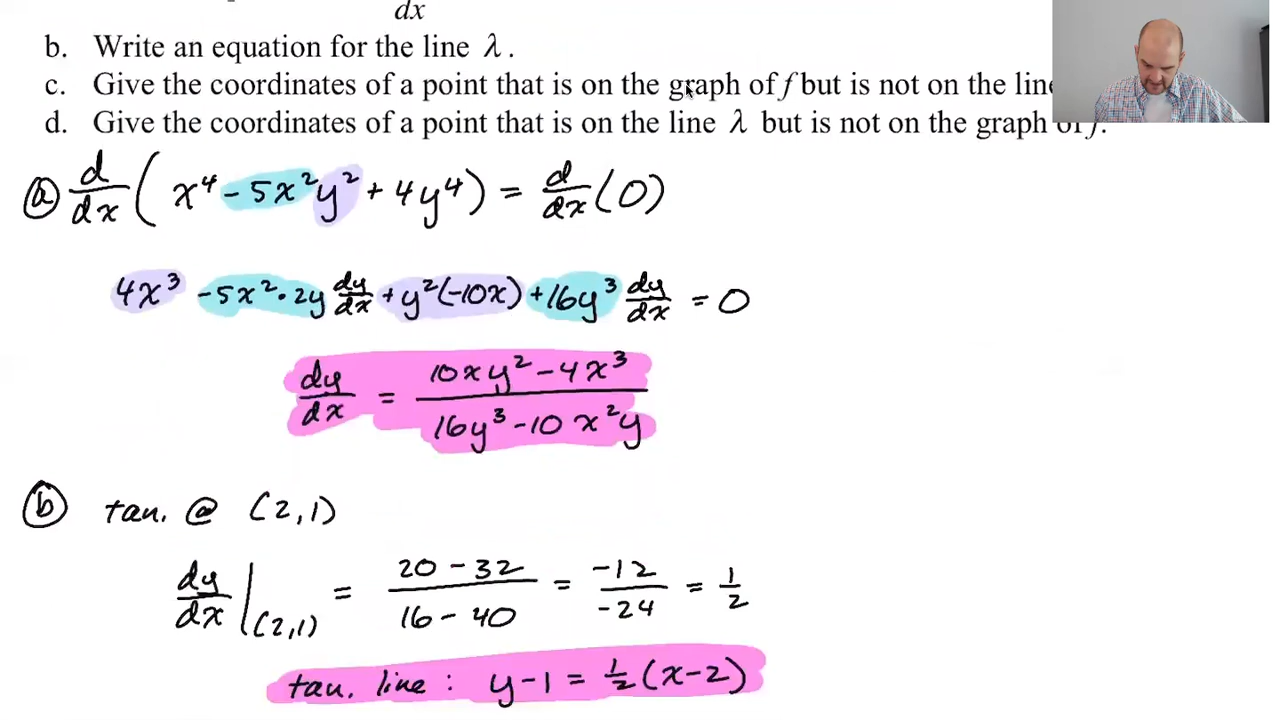 dx
b. Write an equation for the line λ.
c. Give the coordinates of a point that is on the graph of f but is not on the line
d. Give the coordinates of a point that is on the line λ but is not on the graph of f.
ⓐ d/dx (x⁴ - 5x²y² + 4y⁴) = d/dx (0)
4x³ - 5x² · 2y dy/dx + y²(-10x) + 16y³ dy/dx = 0
dy/dx = (10xy² - 4x³)/(16y³ - 10x²y)
ⓑ tan. @ (2,1)
dy/dx |(2,1) = (20 - 32)/(16 - 40) = -12/-24 = 1/2
tan. line: y-1 = 1/2 (x-2)